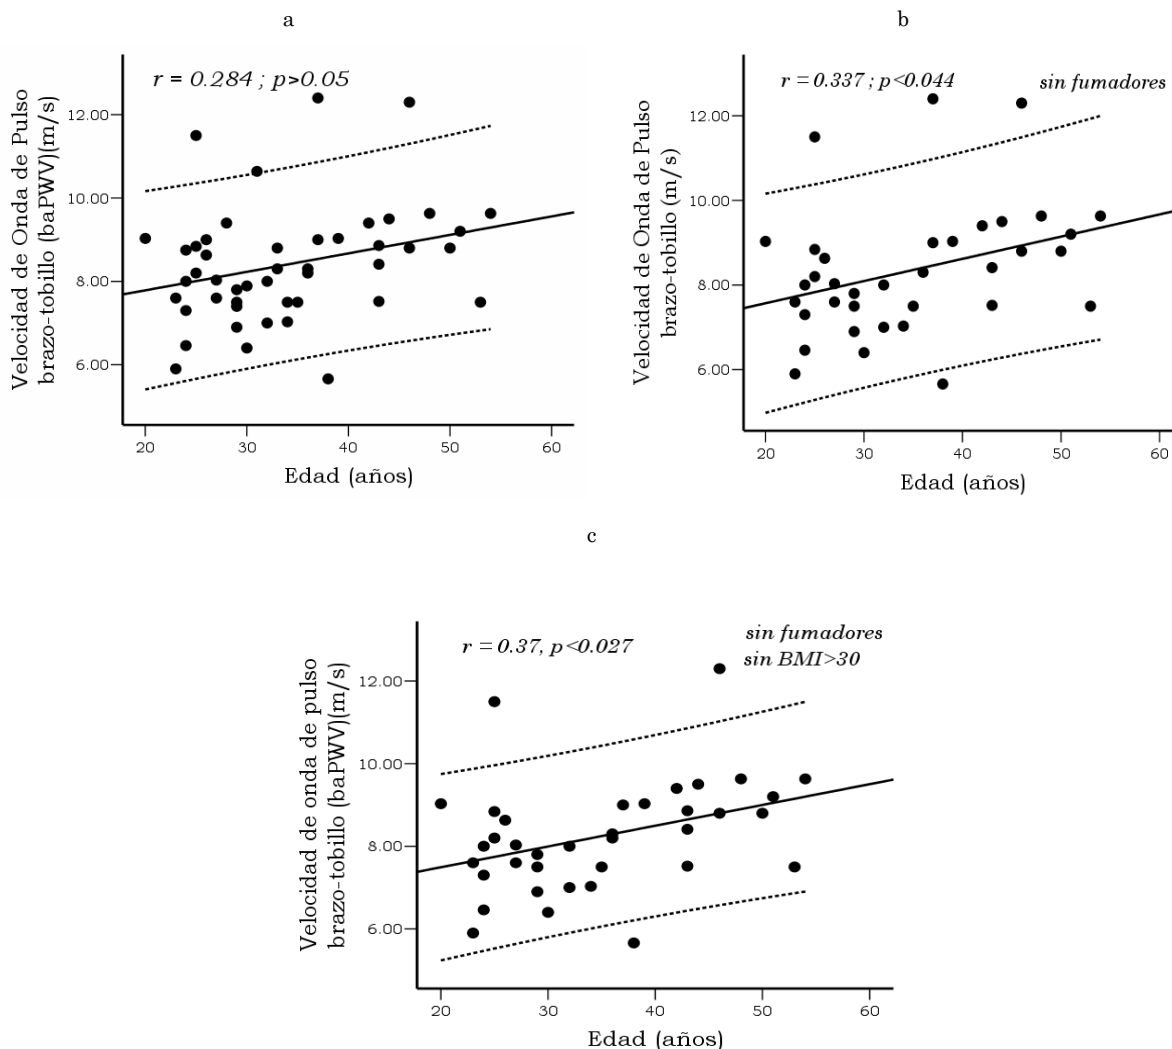 a
r = 0.284 ; p>0.05
Velocidad de Onda de Pulso
brazo-tobillo (baPWV)(m/s)
12.00
10.00
8.00
6.00
20 30 40 50 60
Edad (años)
b
r = 0.337 ; p<0.044
sin fumadores
Velocidad de Onda de Pulso
brazo-tobillo (m/s)
12.00
10.00
8.00
6.00
20 30 40 50 60
Edad (años)
c
r = 0.37, p<0.027
sin fumadores
sin BMI>30
Velocidad de onda de pulso
brazo-tobillo (baPWV)(m/s)
12.00
10.00
8.00
6.00
20 30 40 50 60
Edad (años)